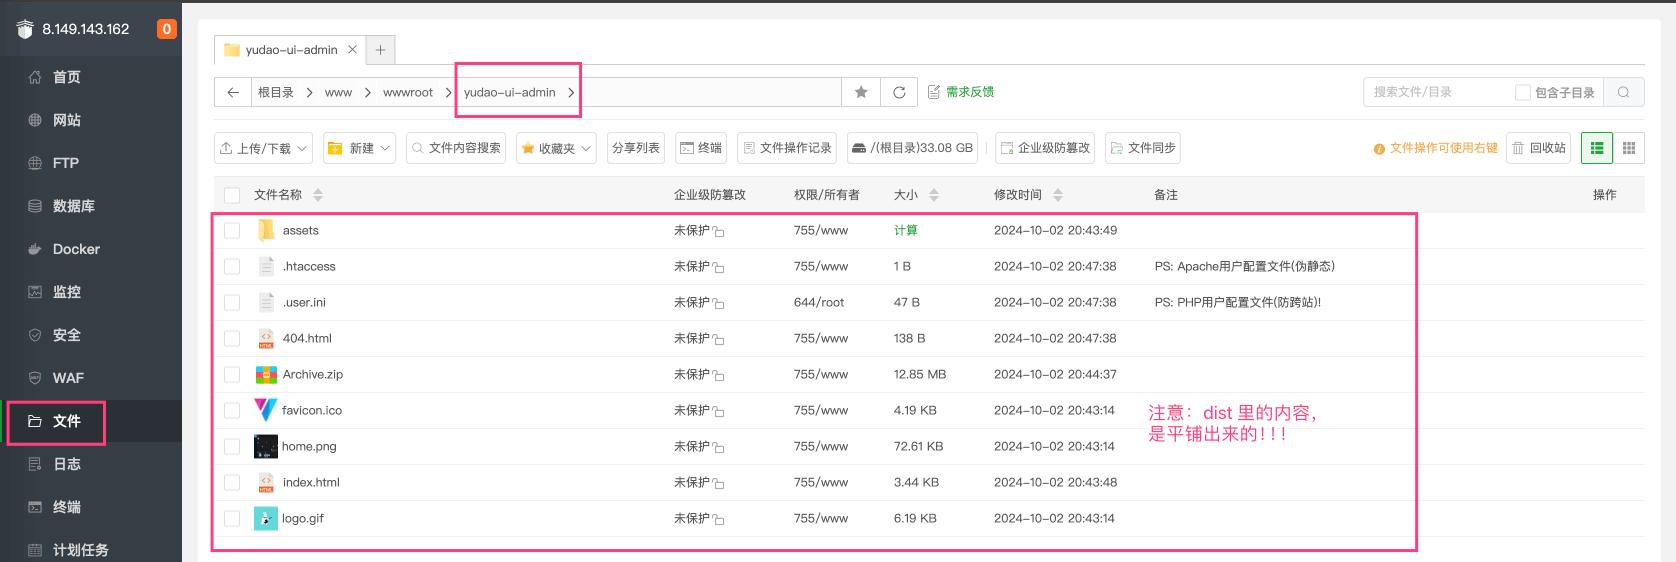 8.149.143.162
0
首页
网站
FTP
数据库
Docker
监控
安全
WAF
文件
日志
终端
计划任务
yudao-ui-admin
根目录 www wwwroot yudao-ui-admin
需求反馈
搜索文件/目录
包含子目录
上传/下载
新建
文件内容搜索
收藏夹
分享列表
终端
文件操作记录
/(根目录)33.08 GB
企业级防篡改
文件同步
文件操作可使用右键
回收站
文件名称 企业级防篡改 权限/所有者 大小 修改时间 备注 操作
assets 未保护 755/www 计算 2024-10-02 20:43:49
.htaccess 未保护 755/www 1 B 2024-10-02 20:47:38 PS: Apache用户配置文件(伪静态)
.user.ini 未保护 644/root 47 B 2024-10-02 20:47:38 PS: PHP用户配置文件(防跨站)!
404.html 未保护 755/www 138 B 2024-10-02 20:47:38
Archive.zip 未保护 755/www 12.85 MB 2024-10-02 20:44:37
favicon.ico 未保护 755/www 4.19 KB 2024-10-02 20:43:14
home.png 未保护 755/www 72.61 KB 2024-10-02 20:43:14
index.html 未保护 755/www 3.44 KB 2024-10-02 20:43:48
logo.gif 未保护 755/www 6.19 KB 2024-10-02 20:43:14
注意：dist 里的内容，
是平铺出来的！！！